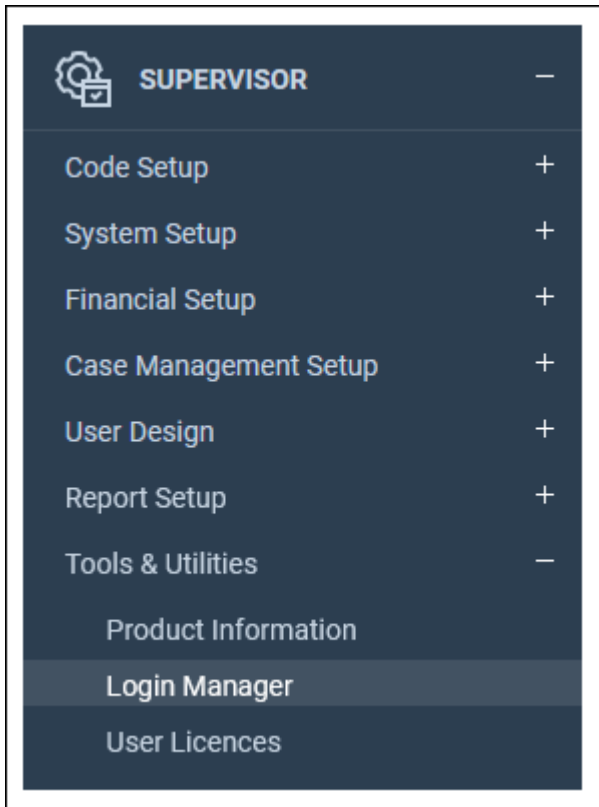 SUPERVISOR
Code Setup
System Setup
Financial Setup
Case Management Setup
User Design
Report Setup
Tools & Utilities
Product Information
Login Manager
User Licences